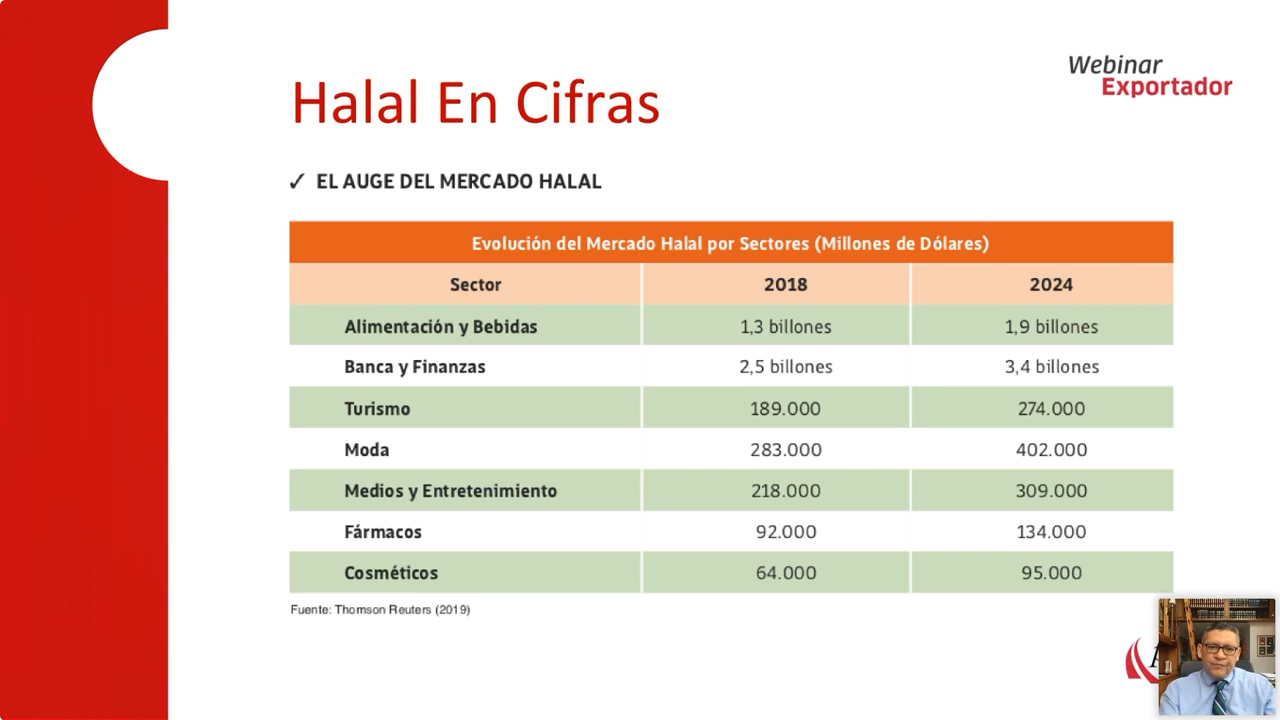 Webinar
Exportador
Halal En Cifras
✓ EL AUGE DEL MERCADO HALAL
Evolución del Mercado Halal por Sectores (Millones de Dólares)
Sector 2018 2024
Alimentación y Bebidas 1,3 billones 1,9 billones
Banca y Finanzas 2,5 billones 3,4 billones
Turismo 189.000 274.000
Moda 283.000 402.000
Medios y Entretenimiento 218.000 309.000
Fármacos 92.000 134.000
Cosméticos 64.000 95.000
Fuente: Thomson Reuters (2019)